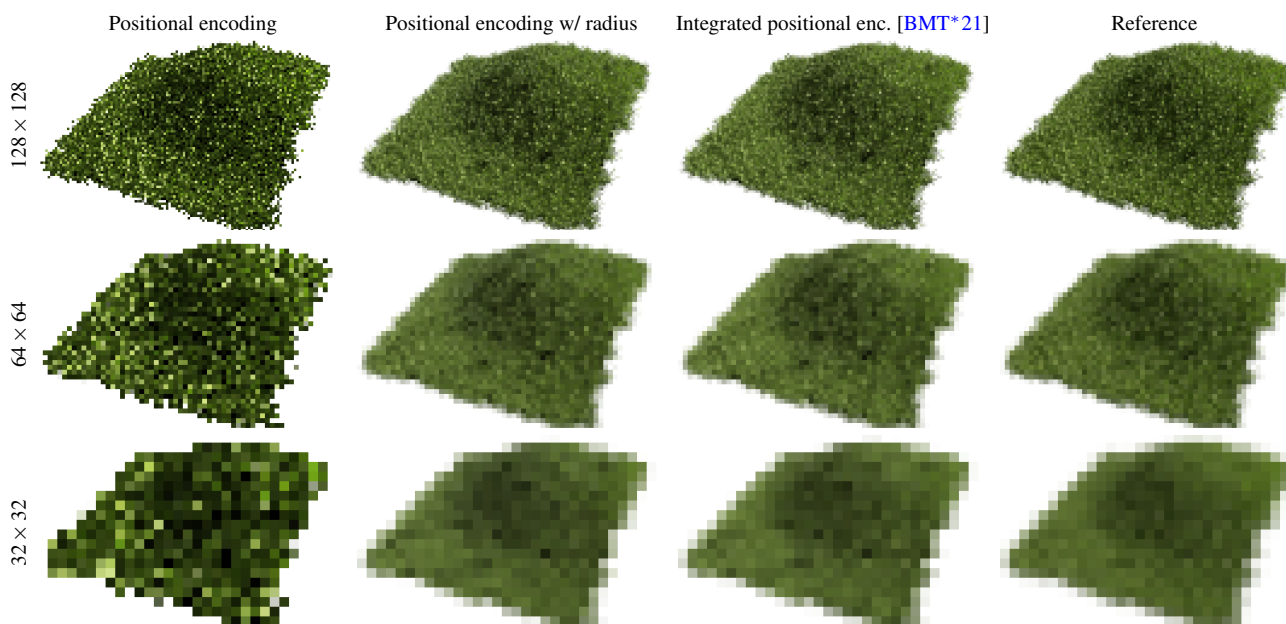 Positional encoding
Positional encoding w/ radius
Integrated positional enc. [BMT*21]
Reference
128 × 128
64 × 64
32 × 32